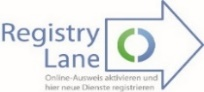 Registry
Lane
Online-Ausweis aktivieren und
hier neue Dienste registrieren